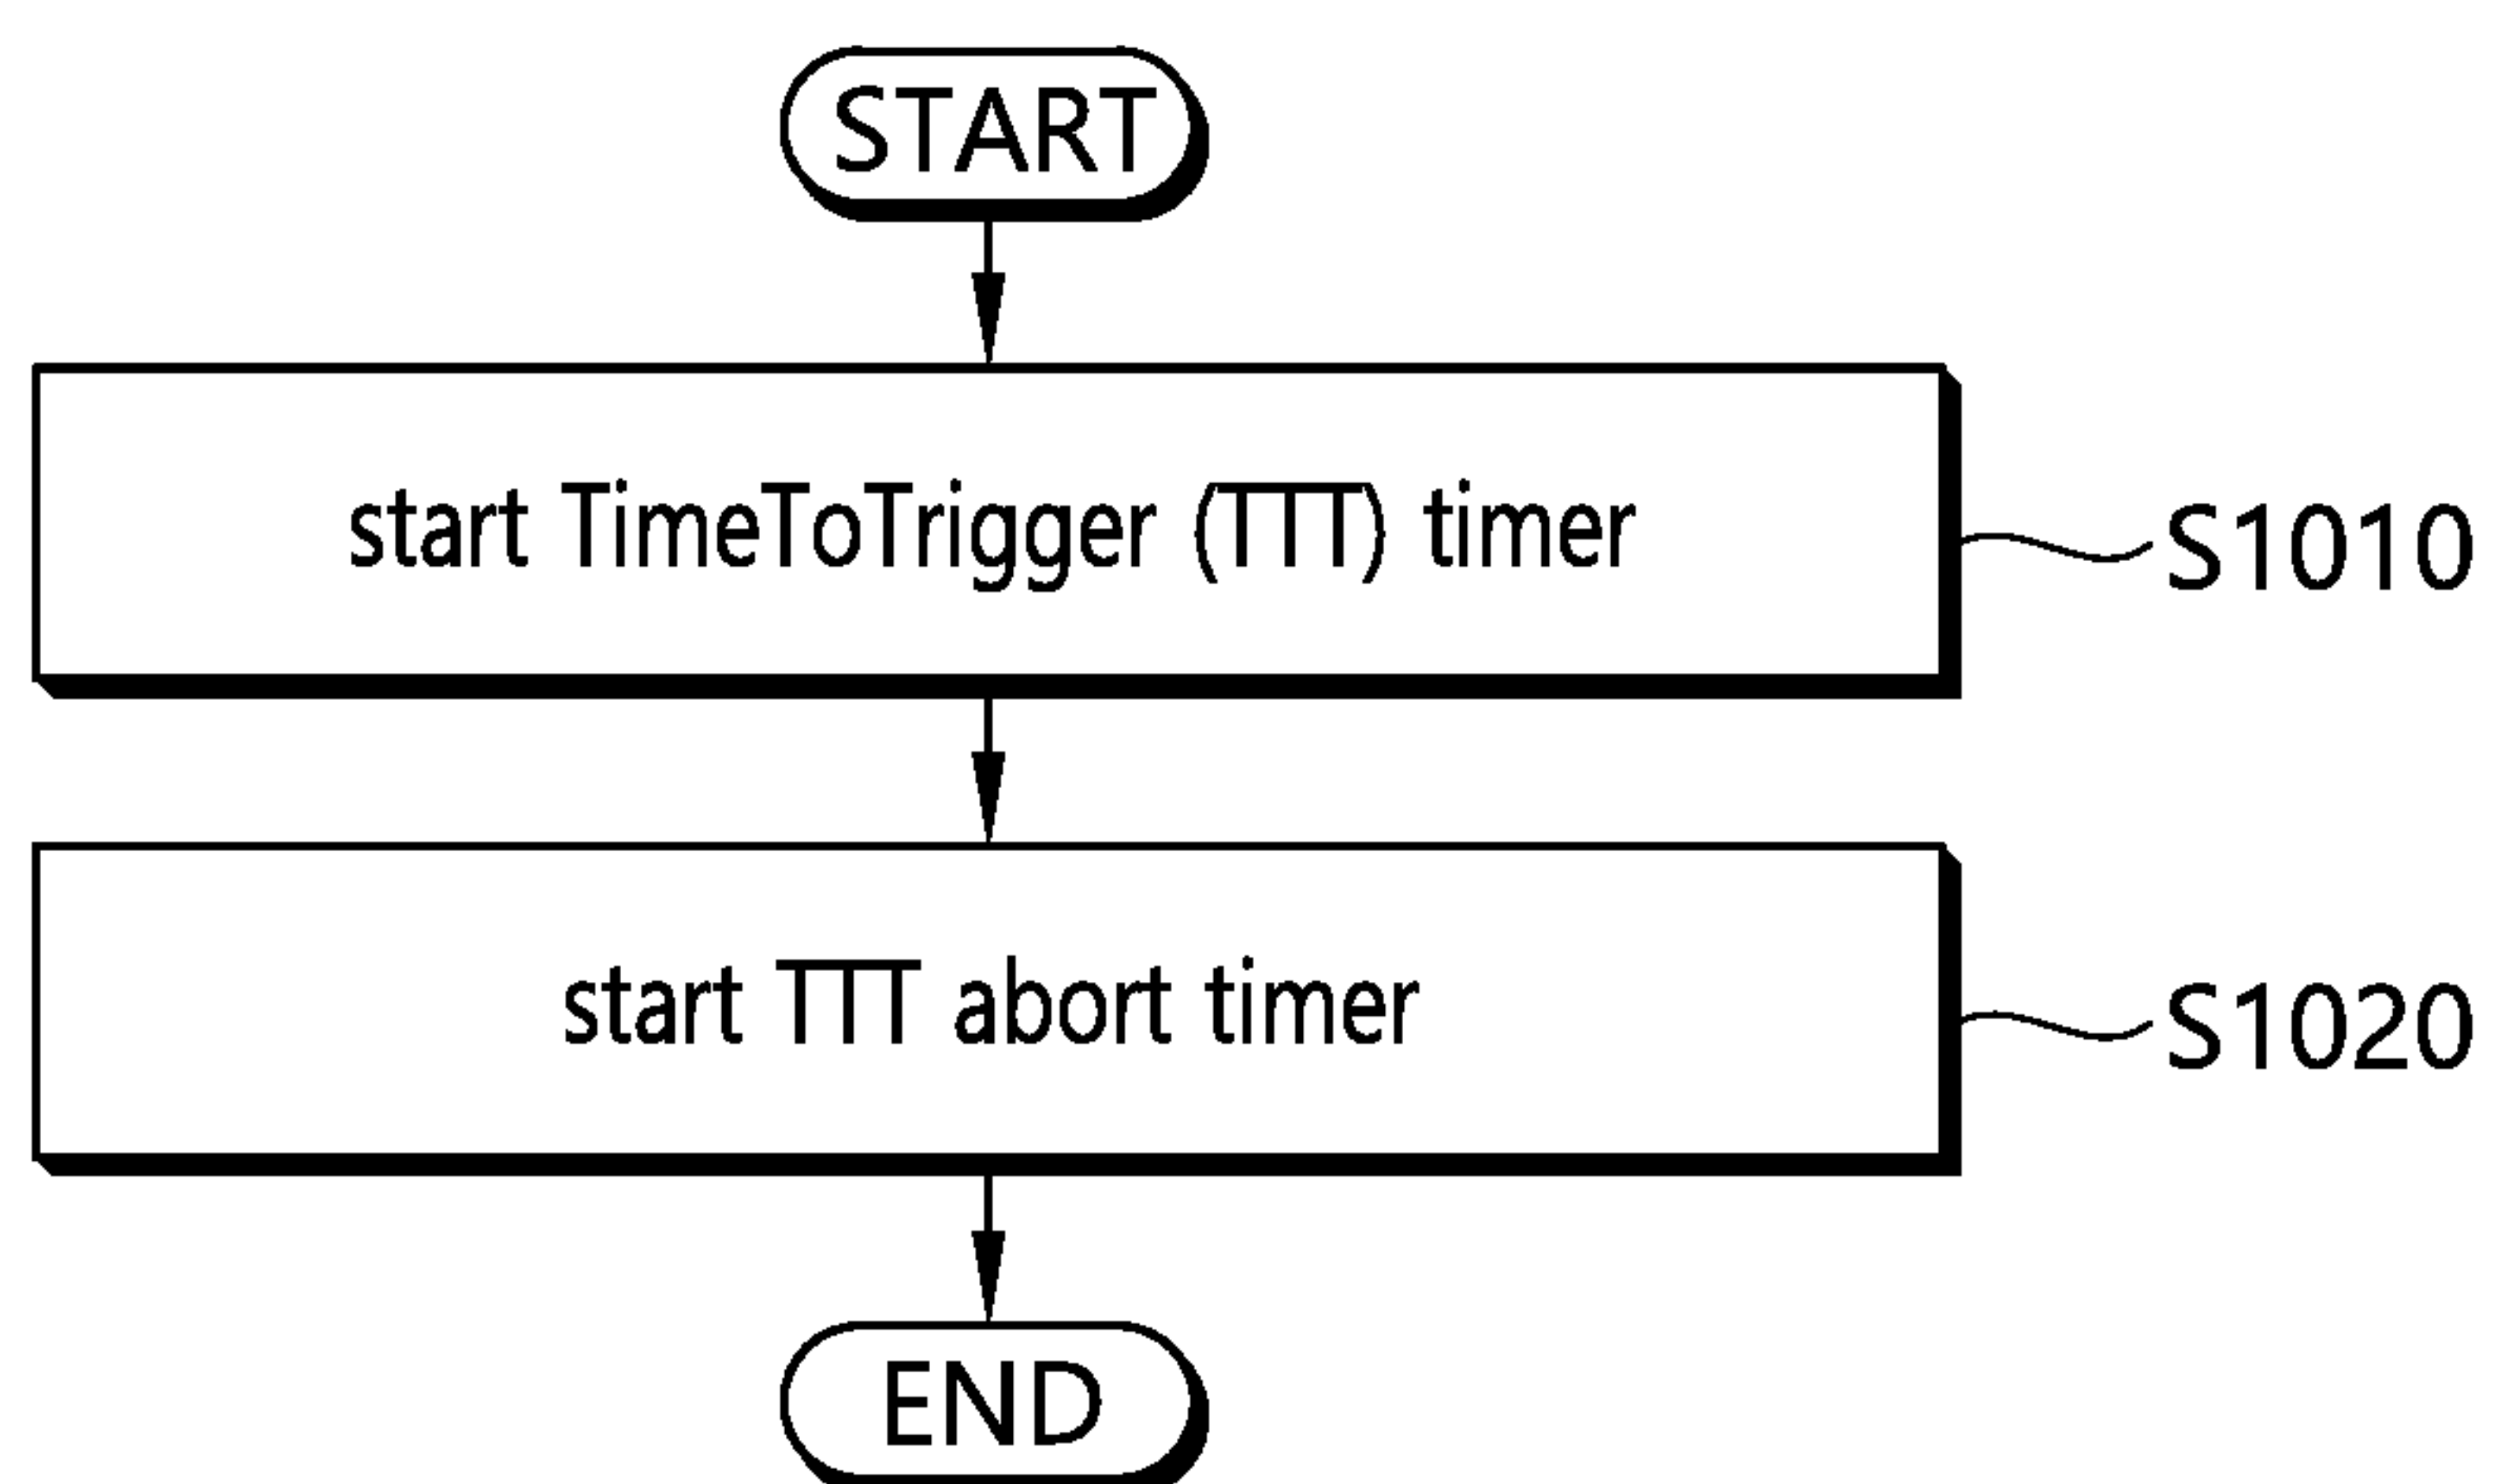 START
start TimeToTrigger (TTT) timer
S1010
start TTT abort timer
S1020
END